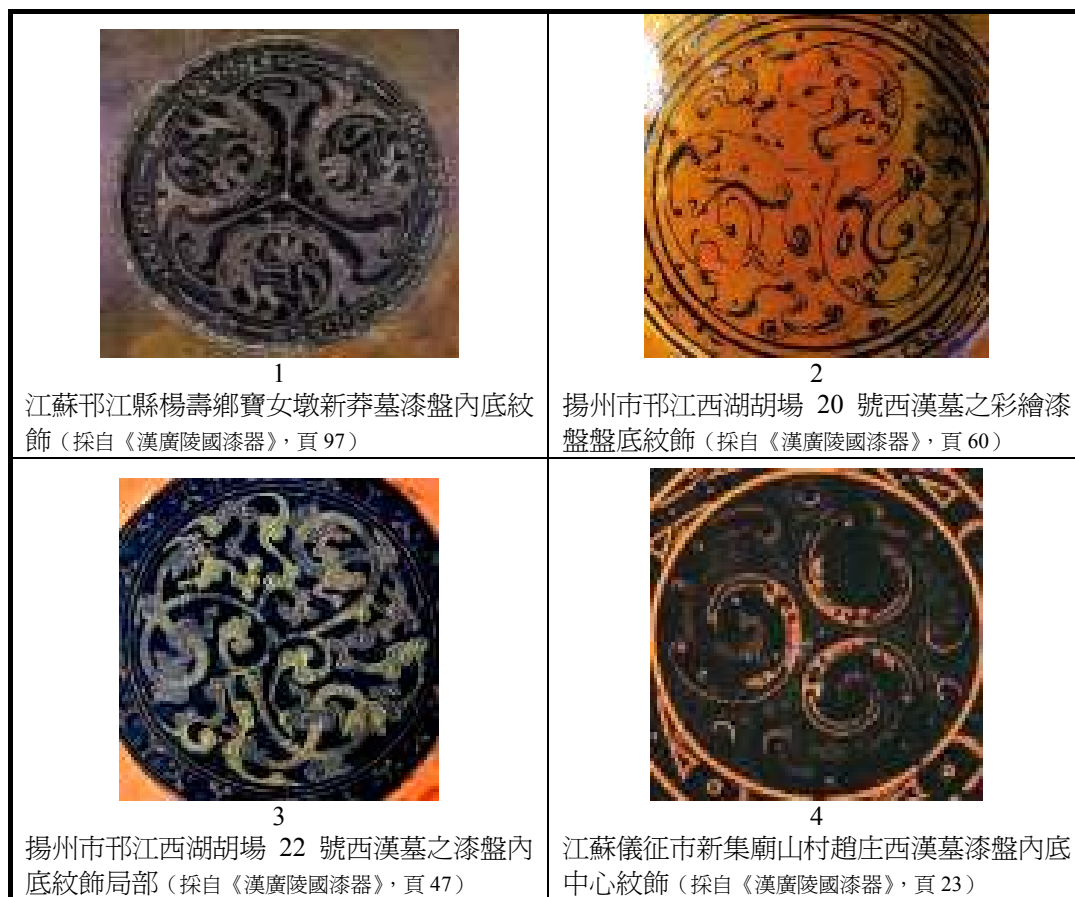 1
江蘇邗江縣楊壽鄉寶女墩新莽墓漆盤內底紋
飾（採自《漢廣陵國漆器》，頁 97）
2
揚州市邗江西湖胡場 20 號西漢墓之彩繪漆
盤盤底紋飾（採自《漢廣陵國漆器》，頁 60）
3
揚州市邗江西湖胡場 22 號西漢墓之漆盤內
底紋飾局部（採自《漢廣陵國漆器》，頁 47）
4
江蘇儀征市新集廟山村趙庄西漢墓漆盤內底
中心紋飾（採自《漢廣陵國漆器》，頁 23）